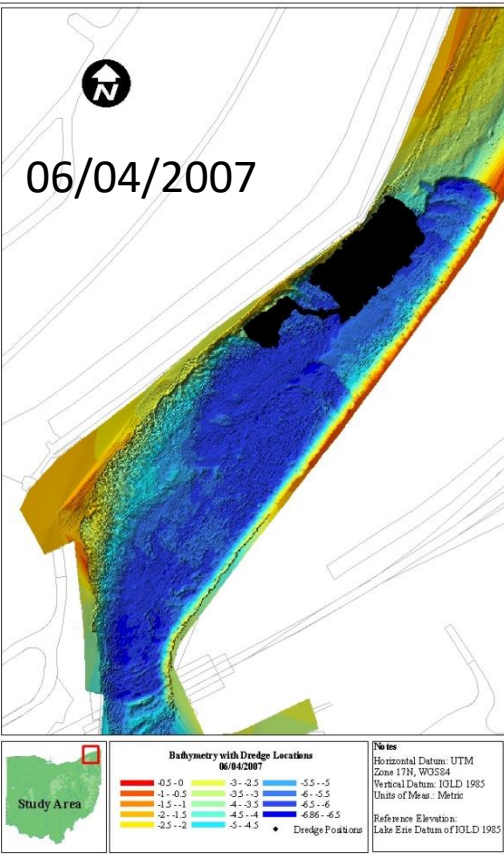 N
06/04/2007
Study Area
Bathymetry with Dredge Locations
06/04/2007
-0.5 - 0
-1 - -0.5
-1.5 - -1
-2 - -1.5
-2.5 - -2
-3 - -2.5
-3.5 - -3
-4 - -3.5
-4.5 - -4
-5 - -4.5
-5.5 - -5
-6 - -5.5
-6.5 - -6
-6.86 - -6.5
Dredge Positions
Notes
Horizontal Datum: UTM
Zone 17N, WGS84
Vertical Datum: IGLD 1985
Units of Meas.: Metric
Reference Elevation:
Lake Erie Datum of IGLD 1985